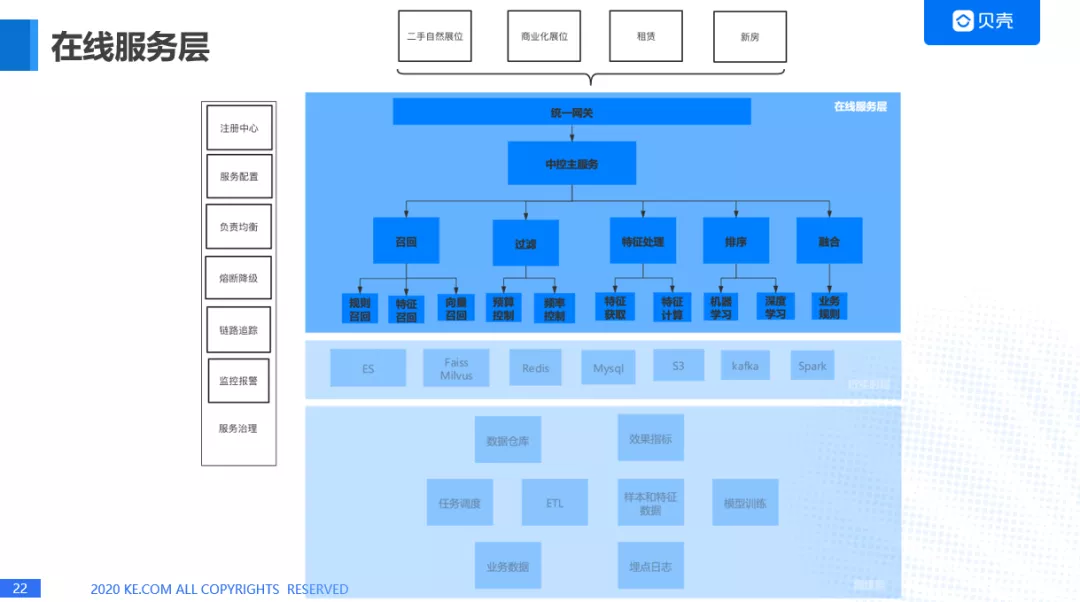 在线服务层
贝壳
二手自然展位
商业化展位
租赁
新房
注册中心
服务配置
负责均衡
熔断降级
链路追踪
监控报警
服务治理
在线服务层
统一网关
中控主服务
召回
过滤
特征处理
排序
融合
规则
召回
特征
召回
向量
召回
预算
控制
频率
控制
特征
获取
特征
计算
机器
学习
深度
学习
业务
规则
ES
Faiss
Milvus
Redis
Mysql
S3
kafka
Spark
数据仓库
效果指标
任务调度
ETL
样本和特征
数据
模型训练
业务数据
埋点日志
22
2020 KE.COM ALL COPYRIGHTS RESERVED